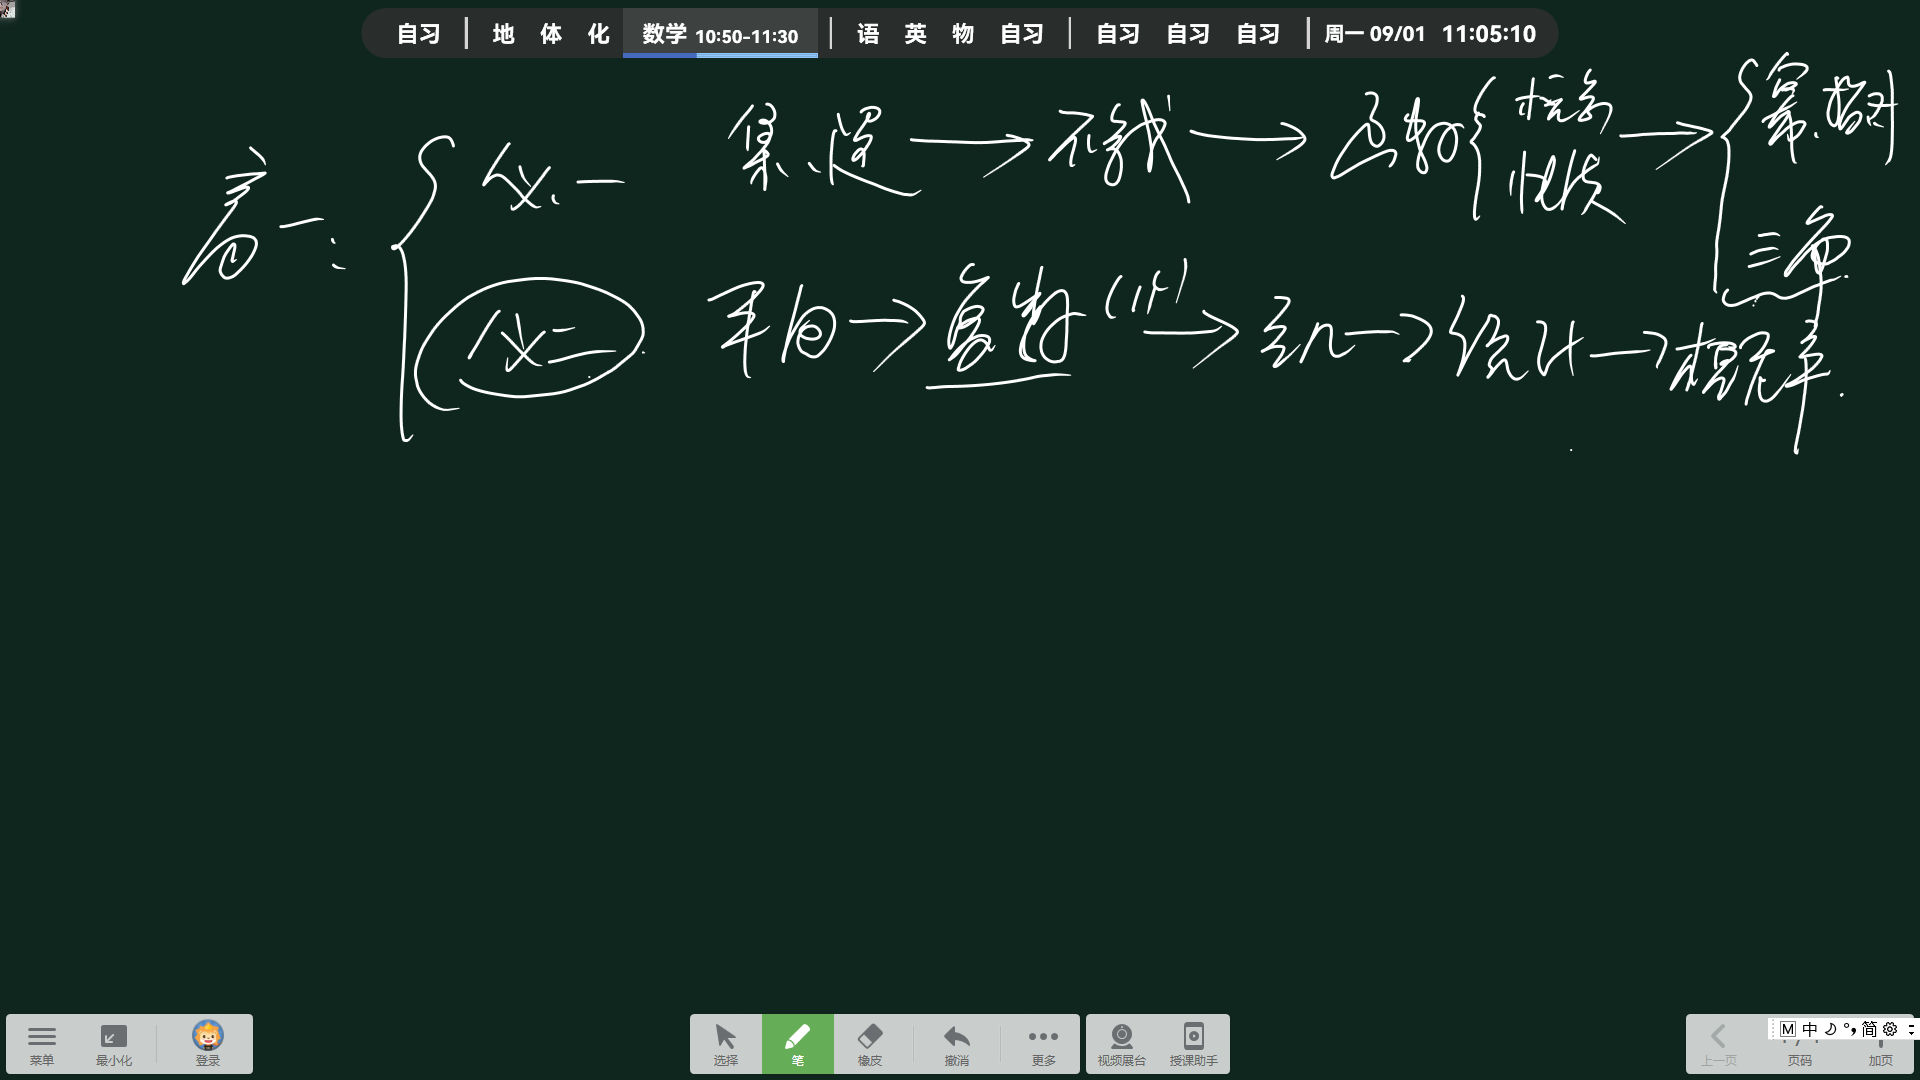 自习 | 地 体 化 数学 10:50-11:30 | 语 英 物 自习 | 自习 自习 自习 | 周一 09/01 11:05:10
高一:
必一 集、逻 → 不等式 → 函数 { 概念 性质 → { 幂.指对 三角.
必二 平向 → 复数 → 立几 → 统计 → 概率.
菜单 最小化 登录 选择 笔 橡皮 撤消 更多 视频展台 授课助手 上一页 页码 加页
M 中 简